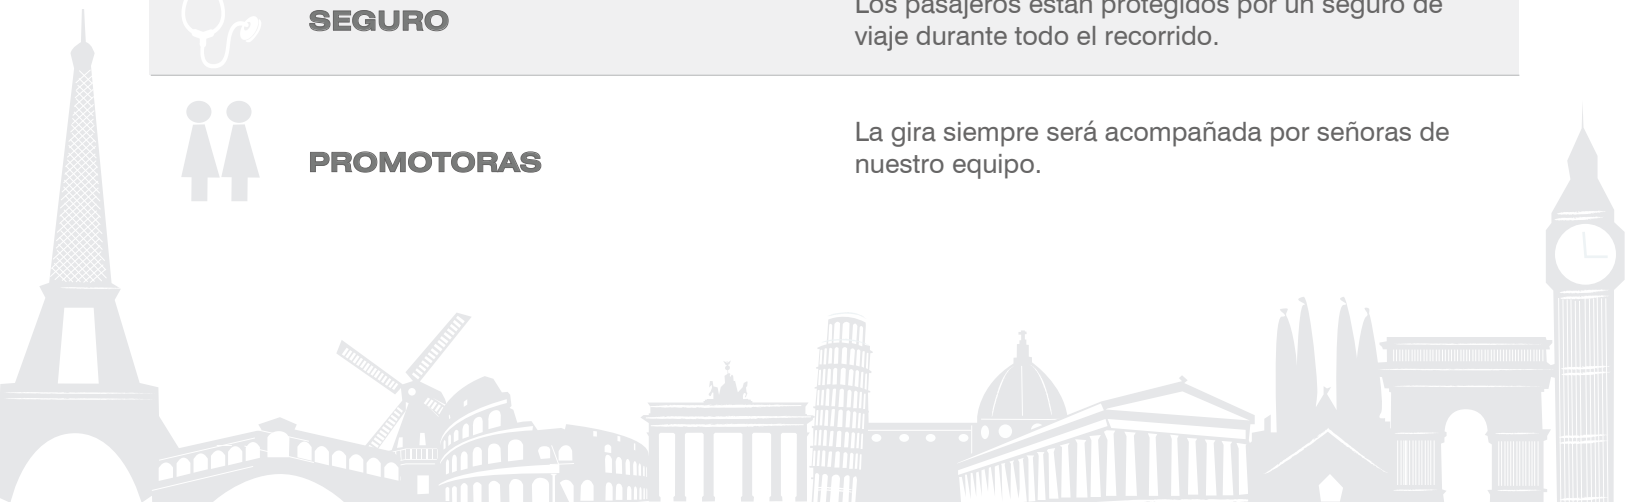 SEGURO
Los pasajeros están protegidos por un seguro de
viaje durante todo el recorrido.
PROMOTORAS
La gira siempre será acompañada por señoras de
nuestro equipo.